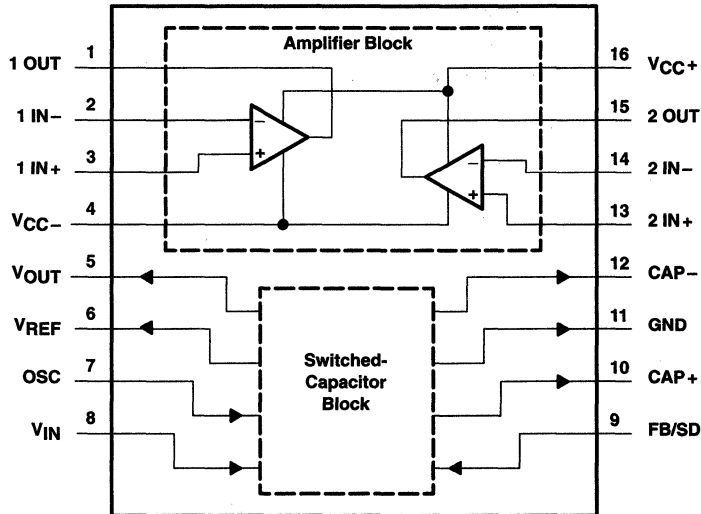 Amplifier Block
1 OUT 1
1 IN− 2
1 IN+ 3
VCC− 4
VOUT 5
VREF 6
OSC 7
VIN 8
−
+
−
+
16 VCC+
15 2 OUT
14 2 IN−
13 2 IN+
12 CAP−
11 GND
10 CAP+
9 FB/SD
Switched-
Capacitor
Block